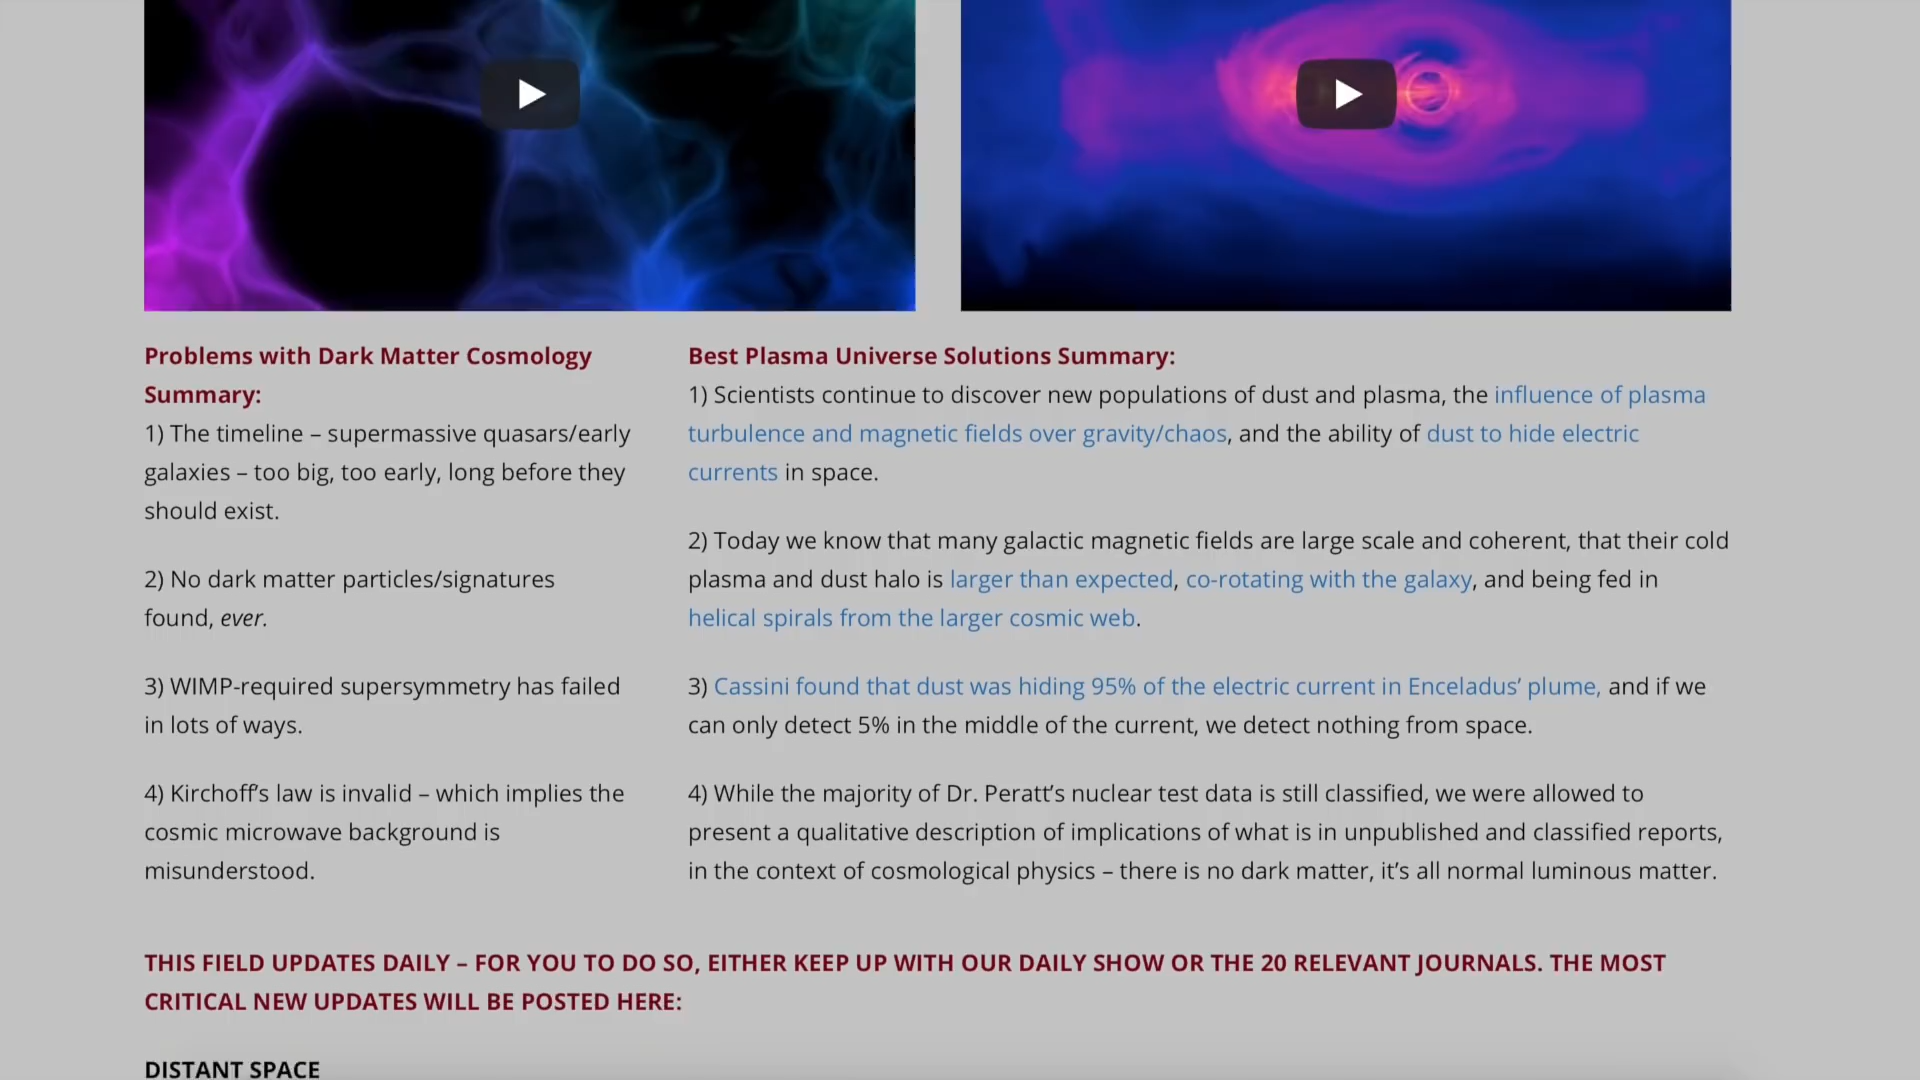 Problems with Dark Matter Cosmology
Summary:
1) The timeline – supermassive quasars/early
galaxies – too big, too early, long before they
should exist.
2) No dark matter particles/signatures
found, ever.
3) WIMP-required supersymmetry has failed
in lots of ways.
4) Kirchoff’s law is invalid – which implies the
cosmic microwave background is
misunderstood.
Best Plasma Universe Solutions Summary:
1) Scientists continue to discover new populations of dust and plasma, the influence of plasma
turbulence and magnetic fields over gravity/chaos, and the ability of dust to hide electric
currents in space.
2) Today we know that many galactic magnetic fields are large scale and coherent, that their cold
plasma and dust halo is larger than expected, co-rotating with the galaxy, and being fed in
helical spirals from the larger cosmic web.
3) Cassini found that dust was hiding 95% of the electric current in Enceladus’ plume, and if we
can only detect 5% in the middle of the current, we detect nothing from space.
4) While the majority of Dr. Peratt’s nuclear test data is still classified, we were allowed to
present a qualitative description of implications of what is in unpublished and classified reports,
in the context of cosmological physics – there is no dark matter, it’s all normal luminous matter.
THIS FIELD UPDATES DAILY – FOR YOU TO DO SO, EITHER KEEP UP WITH OUR DAILY SHOW OR THE 20 RELEVANT JOURNALS. THE MOST
CRITICAL NEW UPDATES WILL BE POSTED HERE:
DISTANT SPACE